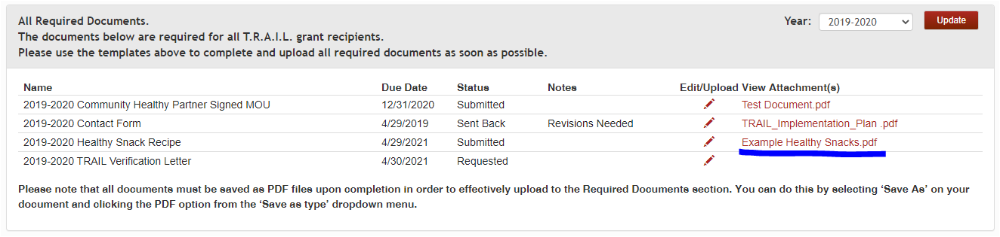 All Required Documents.
Year: 2019-2020 Update
The documents below are required for all T.R.A.I.L. grant recipients.
Please use the templates above to complete and upload all required documents as soon as possible.
Name Due Date Status Notes Edit/Upload View Attachment(s)
2019-2020 Community Healthy Partner Signed MOU 12/31/2020 Submitted Test Document.pdf
2019-2020 Contact Form 4/29/2019 Sent Back Revisions Needed TRAIL_Implementation_Plan .pdf
2019-2020 Healthy Snack Recipe 4/29/2021 Submitted Example Healthy Snacks.pdf
2019-2020 TRAIL Verification Letter 4/30/2021 Requested
Please note that all documents must be saved as PDF files upon completion in order to effectively upload to the Required Documents section. You can do this by selecting ‘Save As’ on your
document and clicking the PDF option from the ‘Save as type’ dropdown menu.